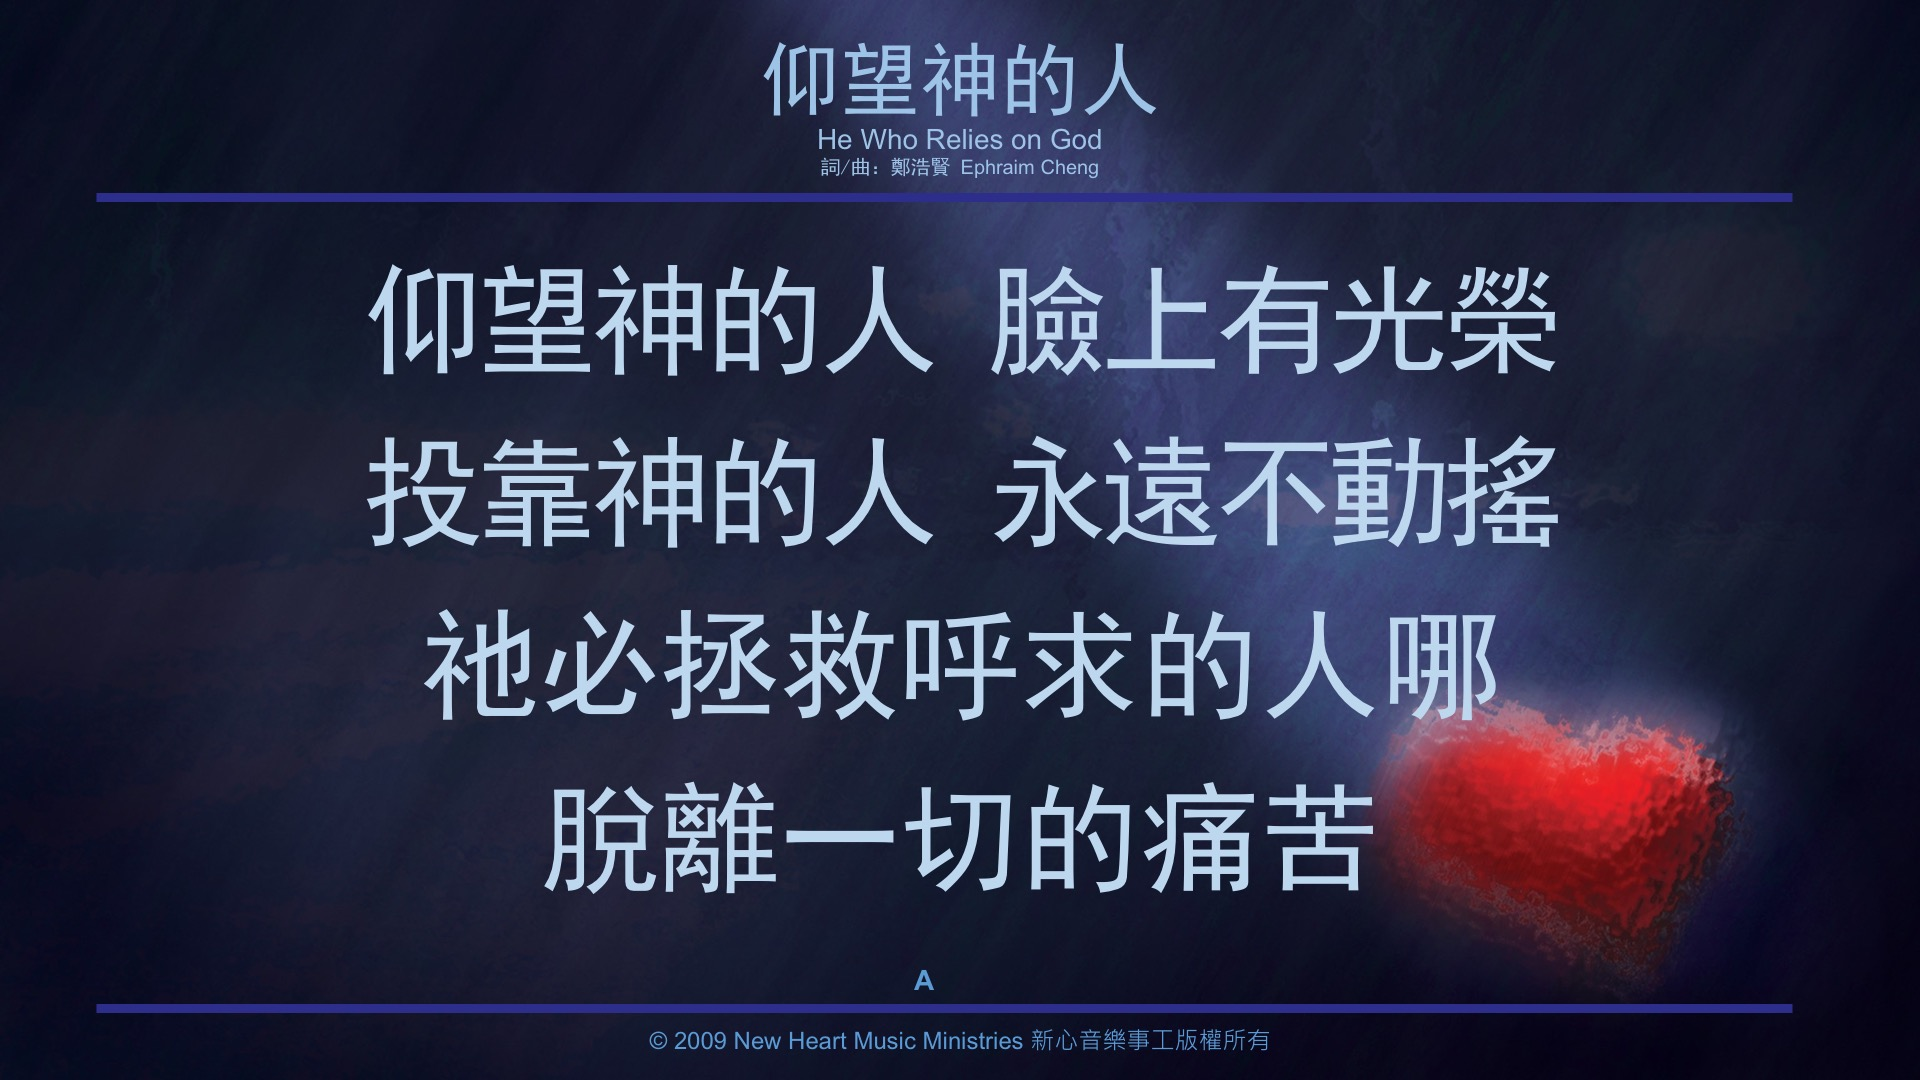 仰望神的人
He Who Relies on God
詞/曲：鄭浩賢 Ephraim Cheng
仰望神的人 臉上有光榮
投靠神的人 永遠不動搖
祂必拯救呼求的人哪
脫離一切的痛苦
A
© 2009 New Heart Music Ministries 新心音樂事工版權所有